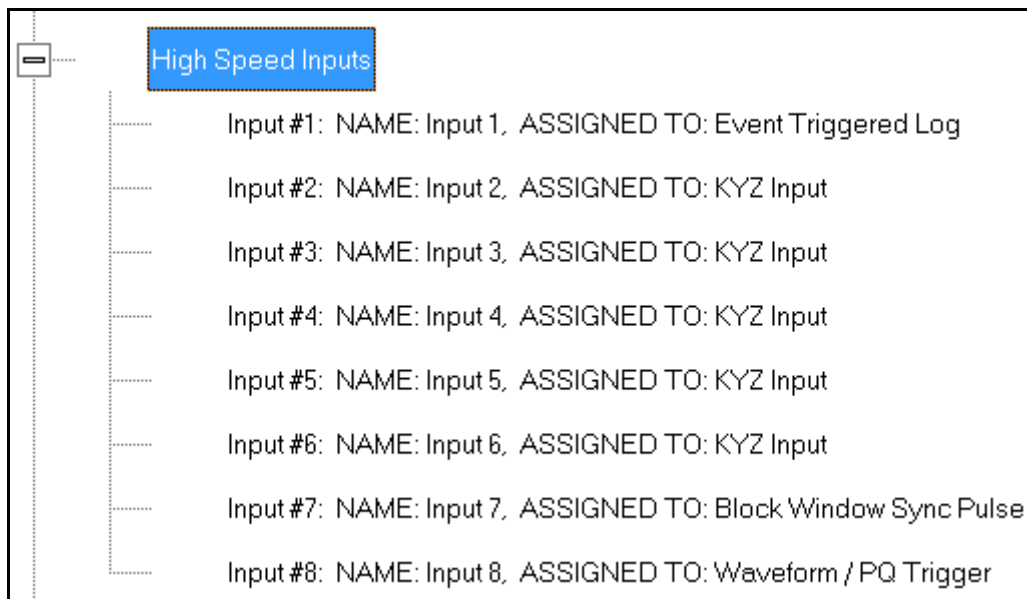 High Speed Inputs
Input #1: NAME: Input 1, ASSIGNED TO: Event Triggered Log
Input #2: NAME: Input 2, ASSIGNED TO: KYZ Input
Input #3: NAME: Input 3, ASSIGNED TO: KYZ Input
Input #4: NAME: Input 4, ASSIGNED TO: KYZ Input
Input #5: NAME: Input 5, ASSIGNED TO: KYZ Input
Input #6: NAME: Input 6, ASSIGNED TO: KYZ Input
Input #7: NAME: Input 7, ASSIGNED TO: Block Window Sync Pulse
Input #8: NAME: Input 8, ASSIGNED TO: Waveform / PQ Trigger